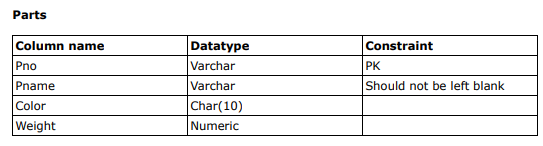 Parts
Column name Datatype Constraint
Pno Varchar PK
Pname Varchar Should not be left blank
Color Char(10)
Weight Numeric